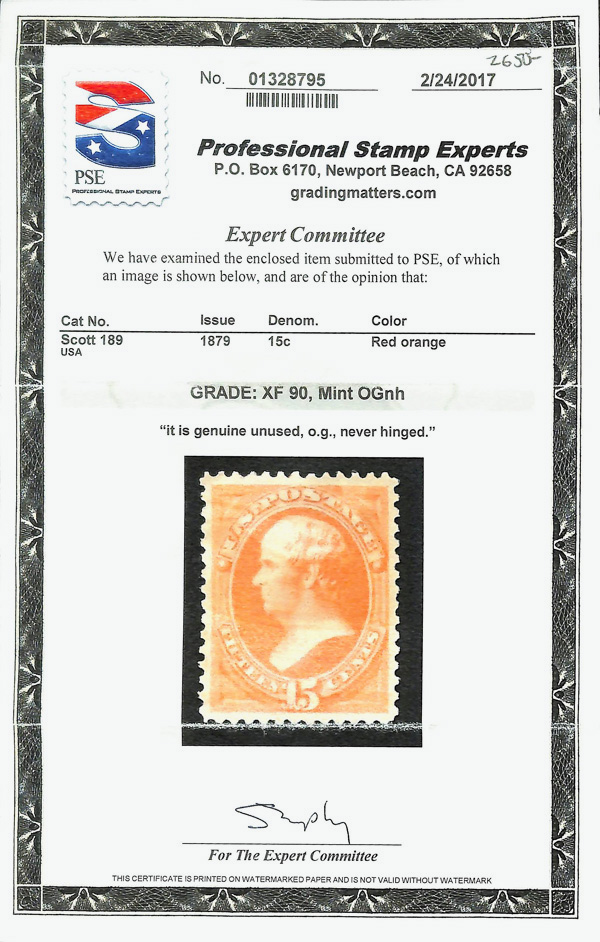 2650-
No. 01328795 2/24/2017
PSE
PROFESSIONAL STAMP EXPERTS
Professional Stamp Experts
P.O. Box 6170, Newport Beach, CA 92658
gradingmatters.com
Expert Committee
We have examined the enclosed item submitted to PSE, of which
an image is shown below, and are of the opinion that:
Cat No. Issue Denom. Color
Scott 189 1879 15c Red orange
USA
GRADE: XF 90, Mint OGnh
“it is genuine unused, o.g., never hinged.”
U.S. POSTAGE
FIFTEEN 15 CENTS
For The Expert Committee
THIS CERTIFICATE IS PRINTED ON WATERMARKED PAPER AND IS NOT VALID WITHOUT WATERMARK